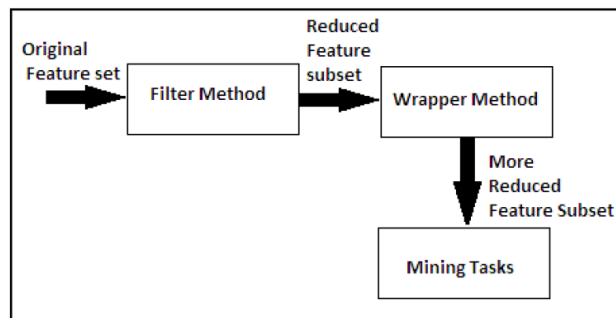 Original
Feature set
Filter Method
Reduced
Feature
subset
Wrapper Method
More
Reduced
Feature Subset
Mining Tasks